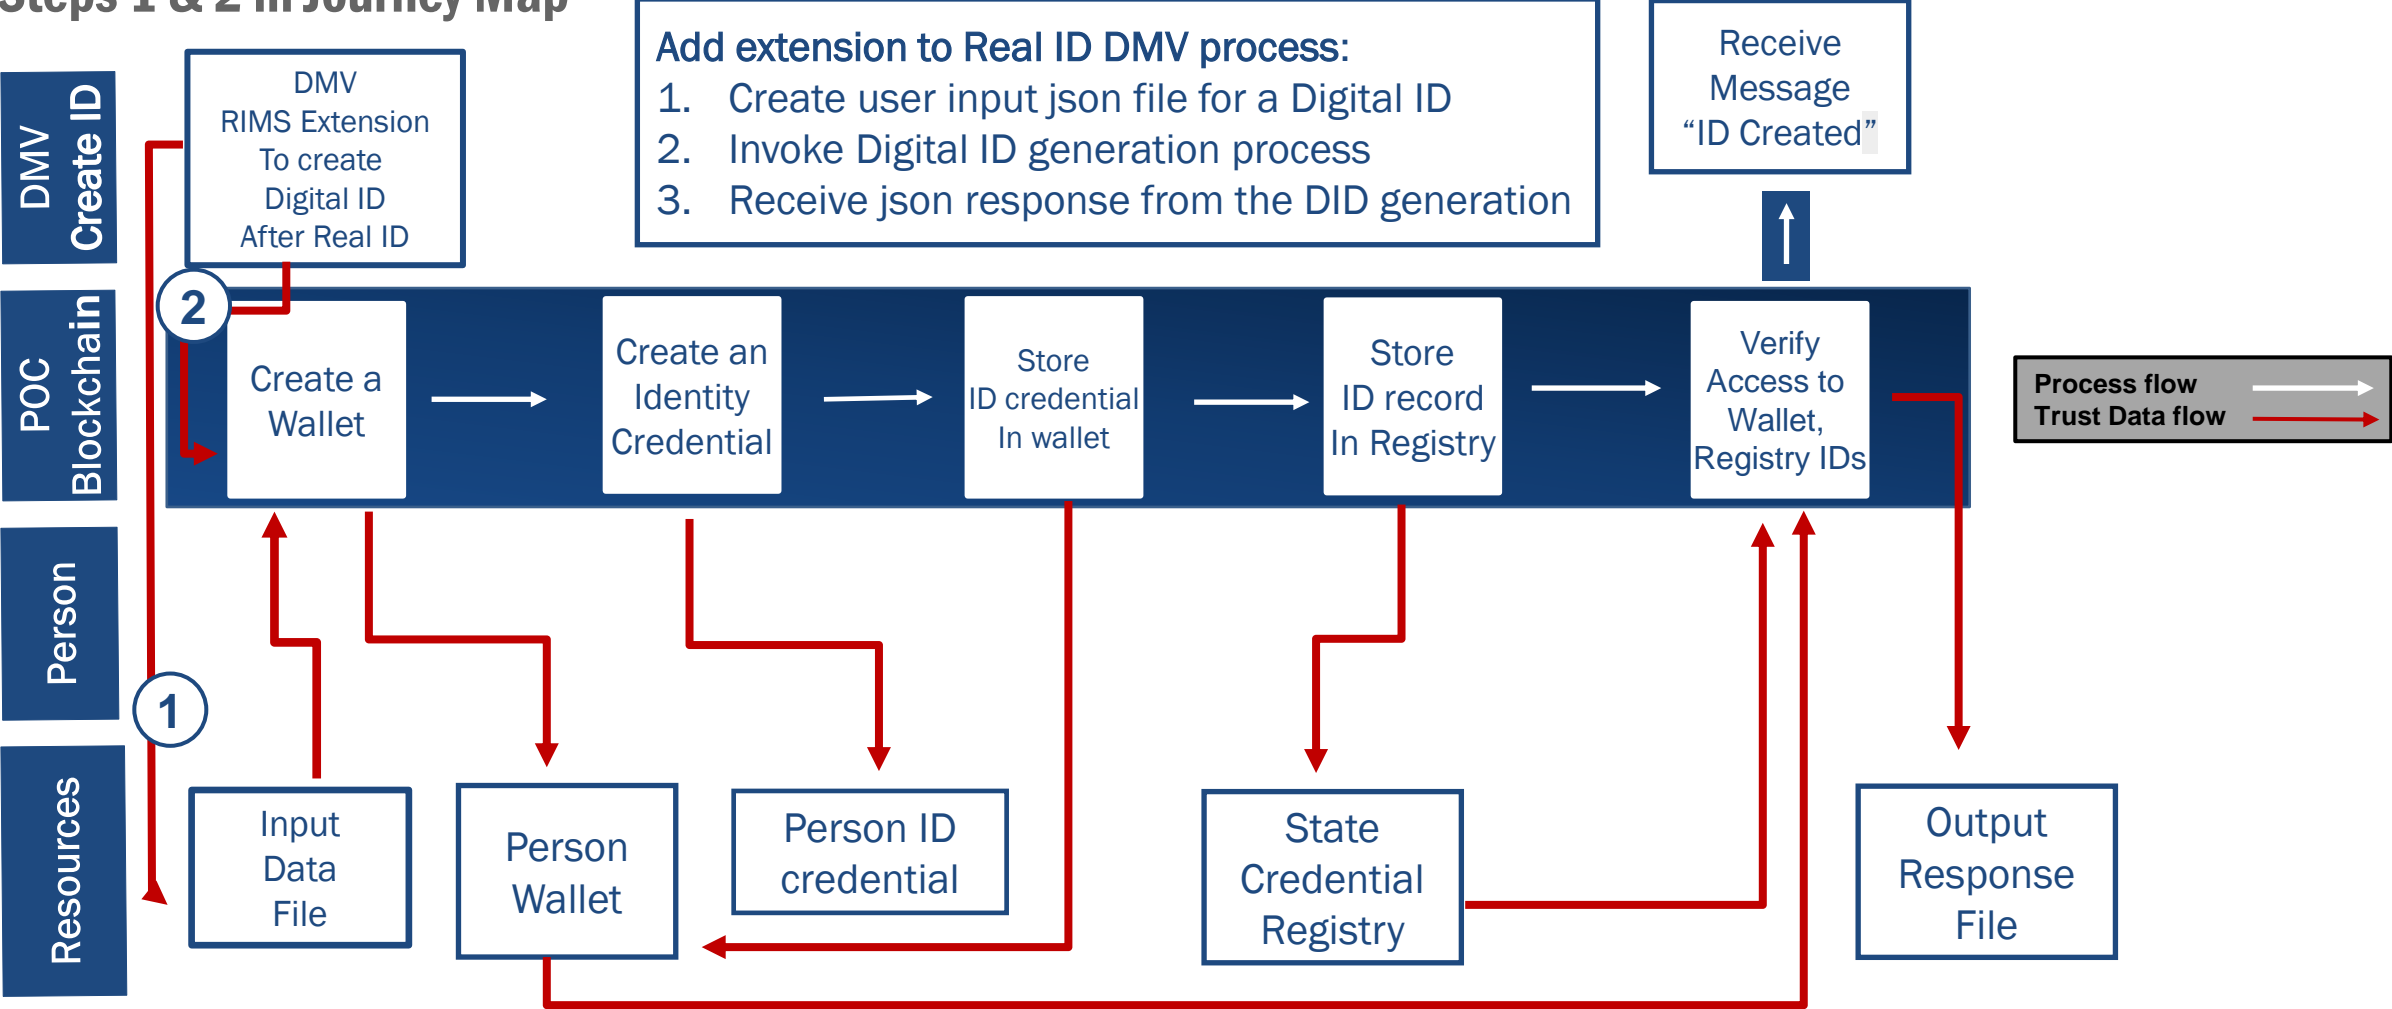 Steps 1 & 2 in Journey Map
DMV
Create ID
DMV
RIMS Extension
To create
Digital ID
After Real ID
Add extension to Real ID DMV process:
1. Create user input json file for a Digital ID
2. Invoke Digital ID generation process
3. Receive json response from the DID generation
Receive
Message
“ID Created”
POC
Blockchain
2
Create a
Wallet
Create an
Identity
Credential
Store
ID credential
In wallet
Store
ID record
In Registry
Verify
Access to
Wallet,
Registry IDs
Process flow
Trust Data flow
Person
1
Resources
Input
Data
File
Person
Wallet
Person ID
credential
State
Credential
Registry
Output
Response
File